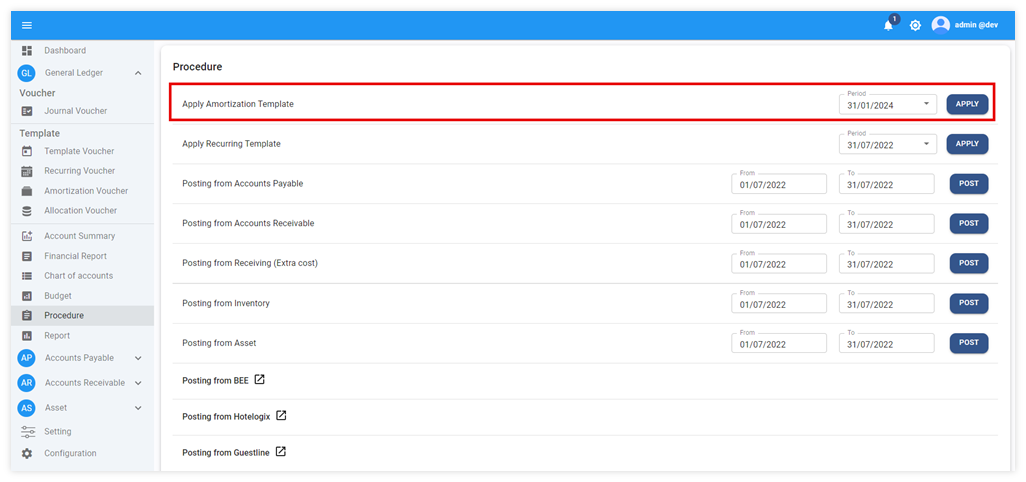 1
admin @dev
Dashboard
GL General Ledger
Voucher
Journal Voucher
Template
Template Voucher
Recurring Voucher
Amortization Voucher
Allocation Voucher
Account Summary
Financial Report
Chart of accounts
Budget
Procedure
Report
AP Accounts Payable
AR Accounts Receivable
AS Asset
Setting
Configuration
Procedure
Period
Apply Amortization Template 31/01/2024 APPLY
Period
Apply Recurring Template 31/07/2022 APPLY
From To
Posting from Accounts Payable 01/07/2022 31/07/2022 POST
From To
Posting from Accounts Receivable 01/07/2022 31/07/2022 POST
From To
Posting from Receiving (Extra cost) 01/07/2022 31/07/2022 POST
From To
Posting from Inventory 01/07/2022 31/07/2022 POST
From To
Posting from Asset 01/07/2022 31/07/2022 POST
Posting from BEE
Posting from Hotelogix
Posting from Guestline